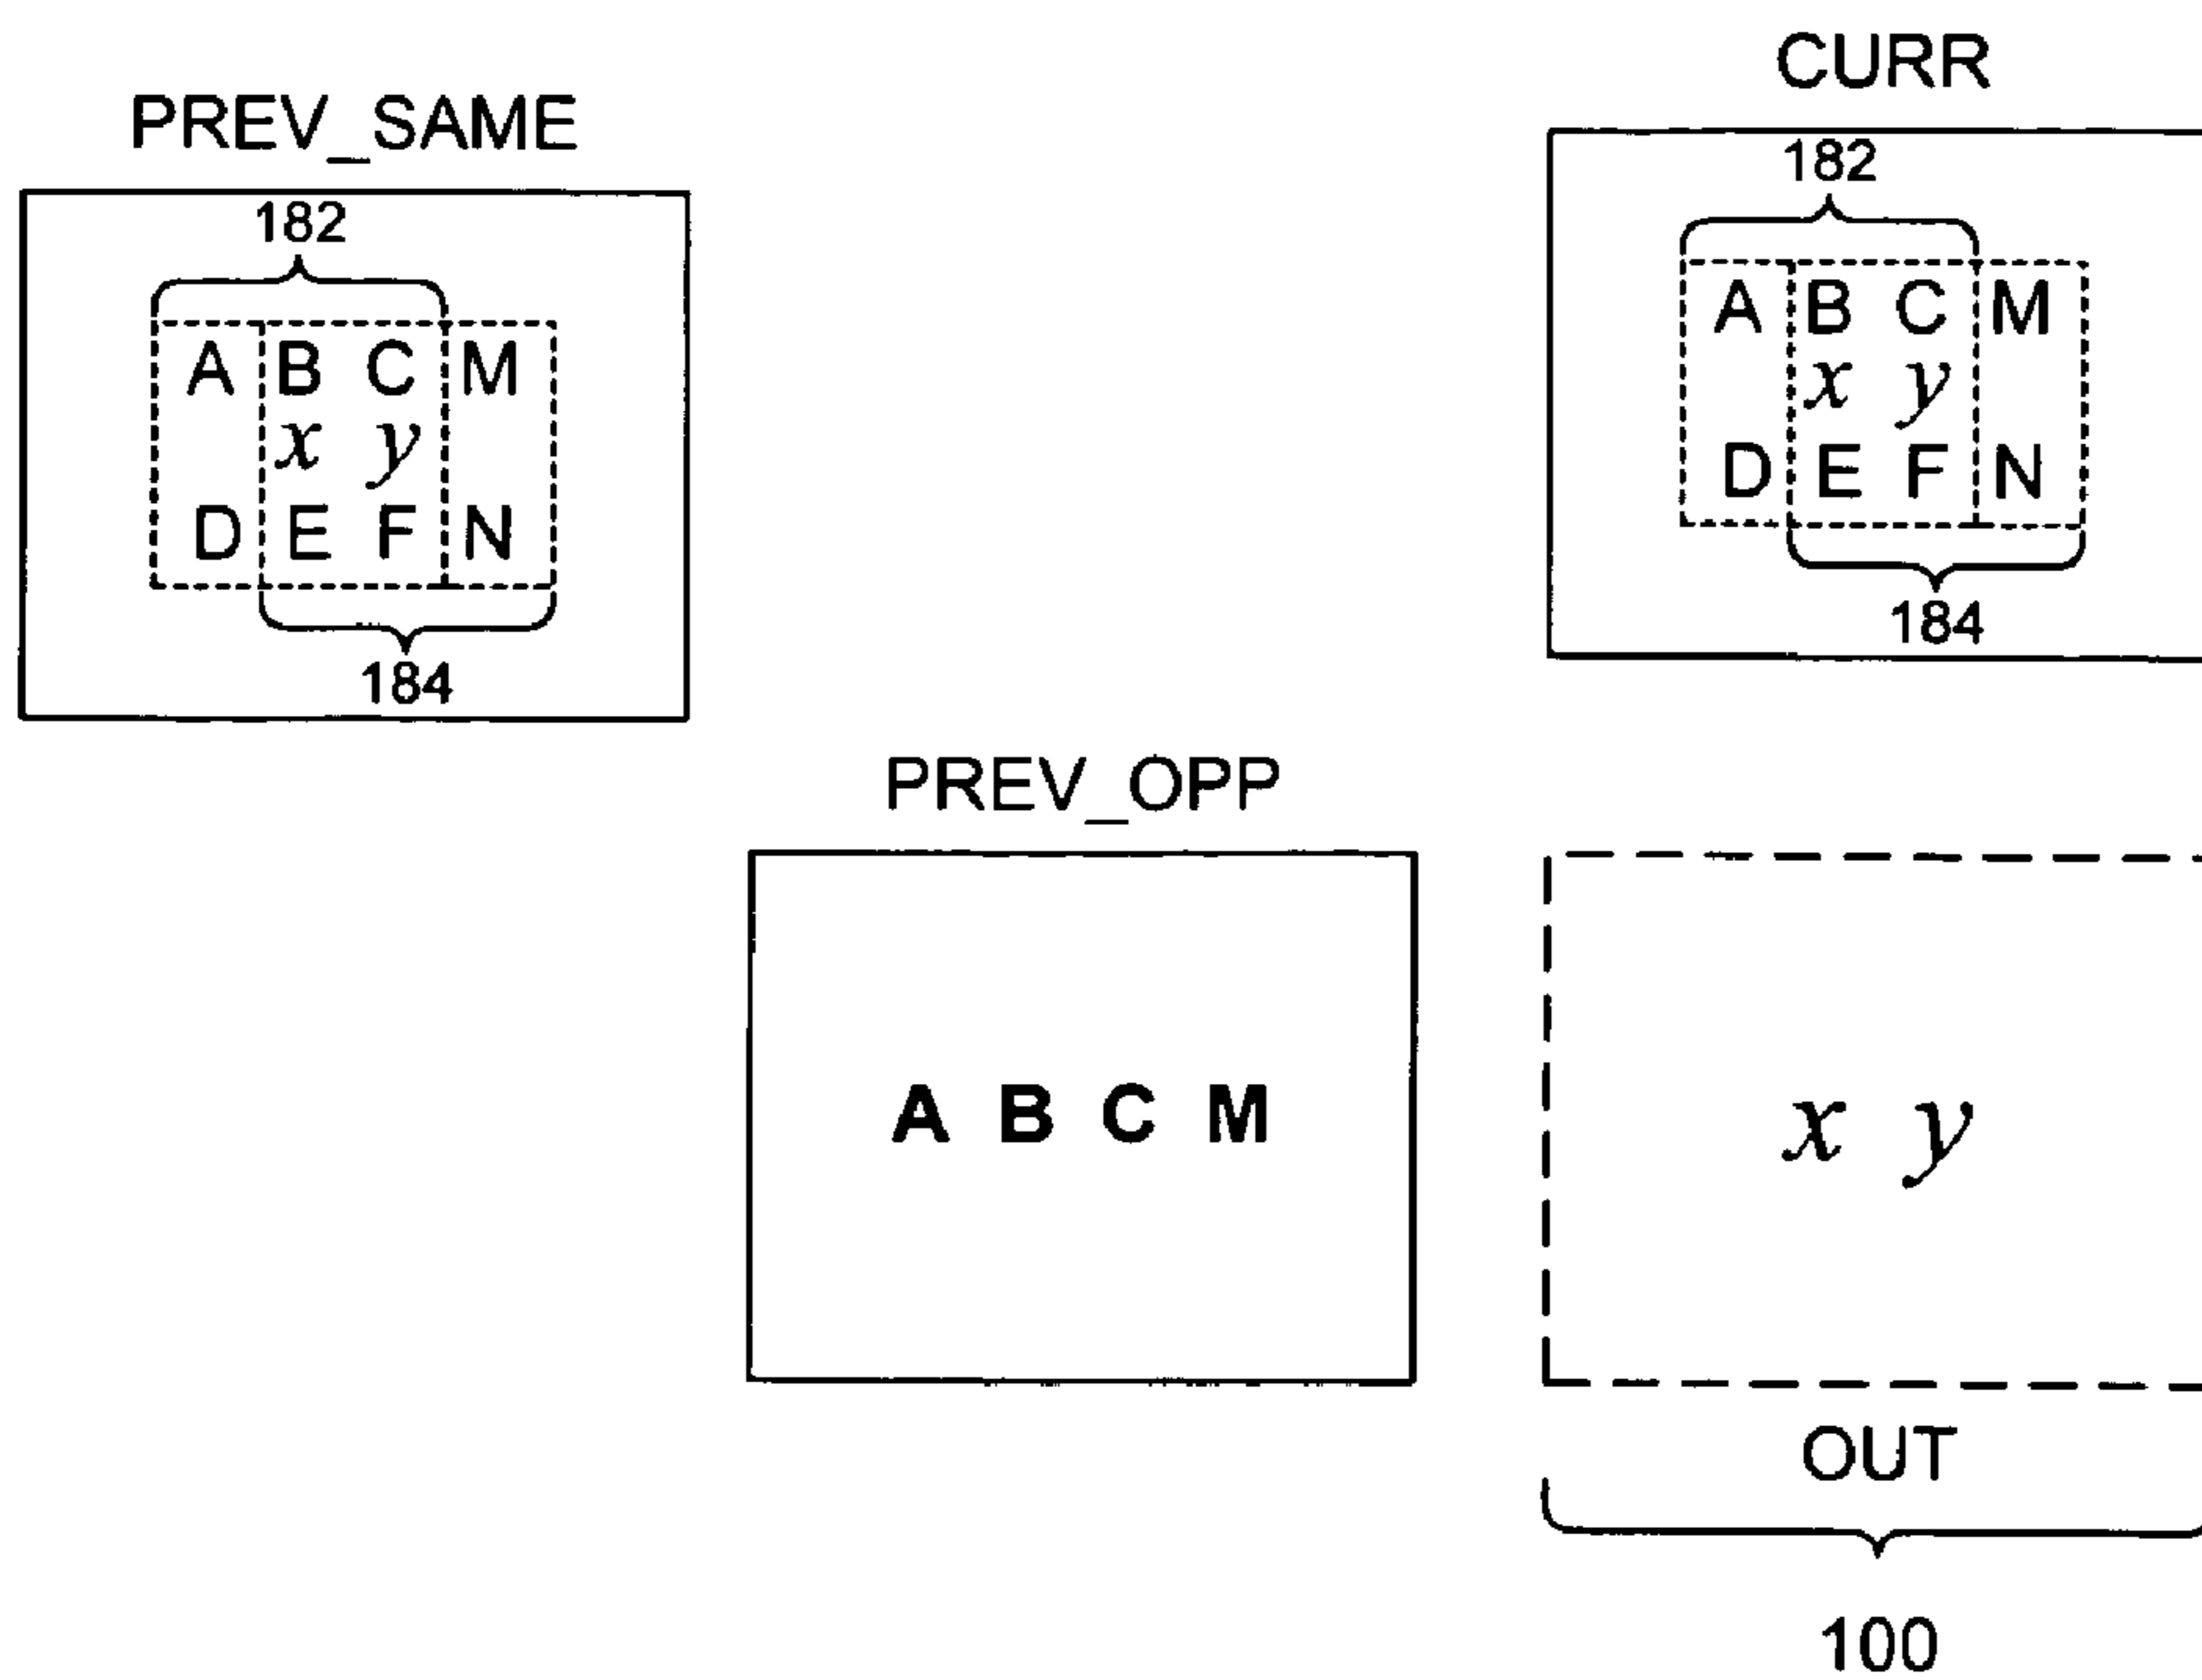 PREV_SAME
182
A B C M
x y
D E F N
184
CURR
182
A B C M
x y
D E F N
184
PREV_OPP
A B C M
x y
OUT
100